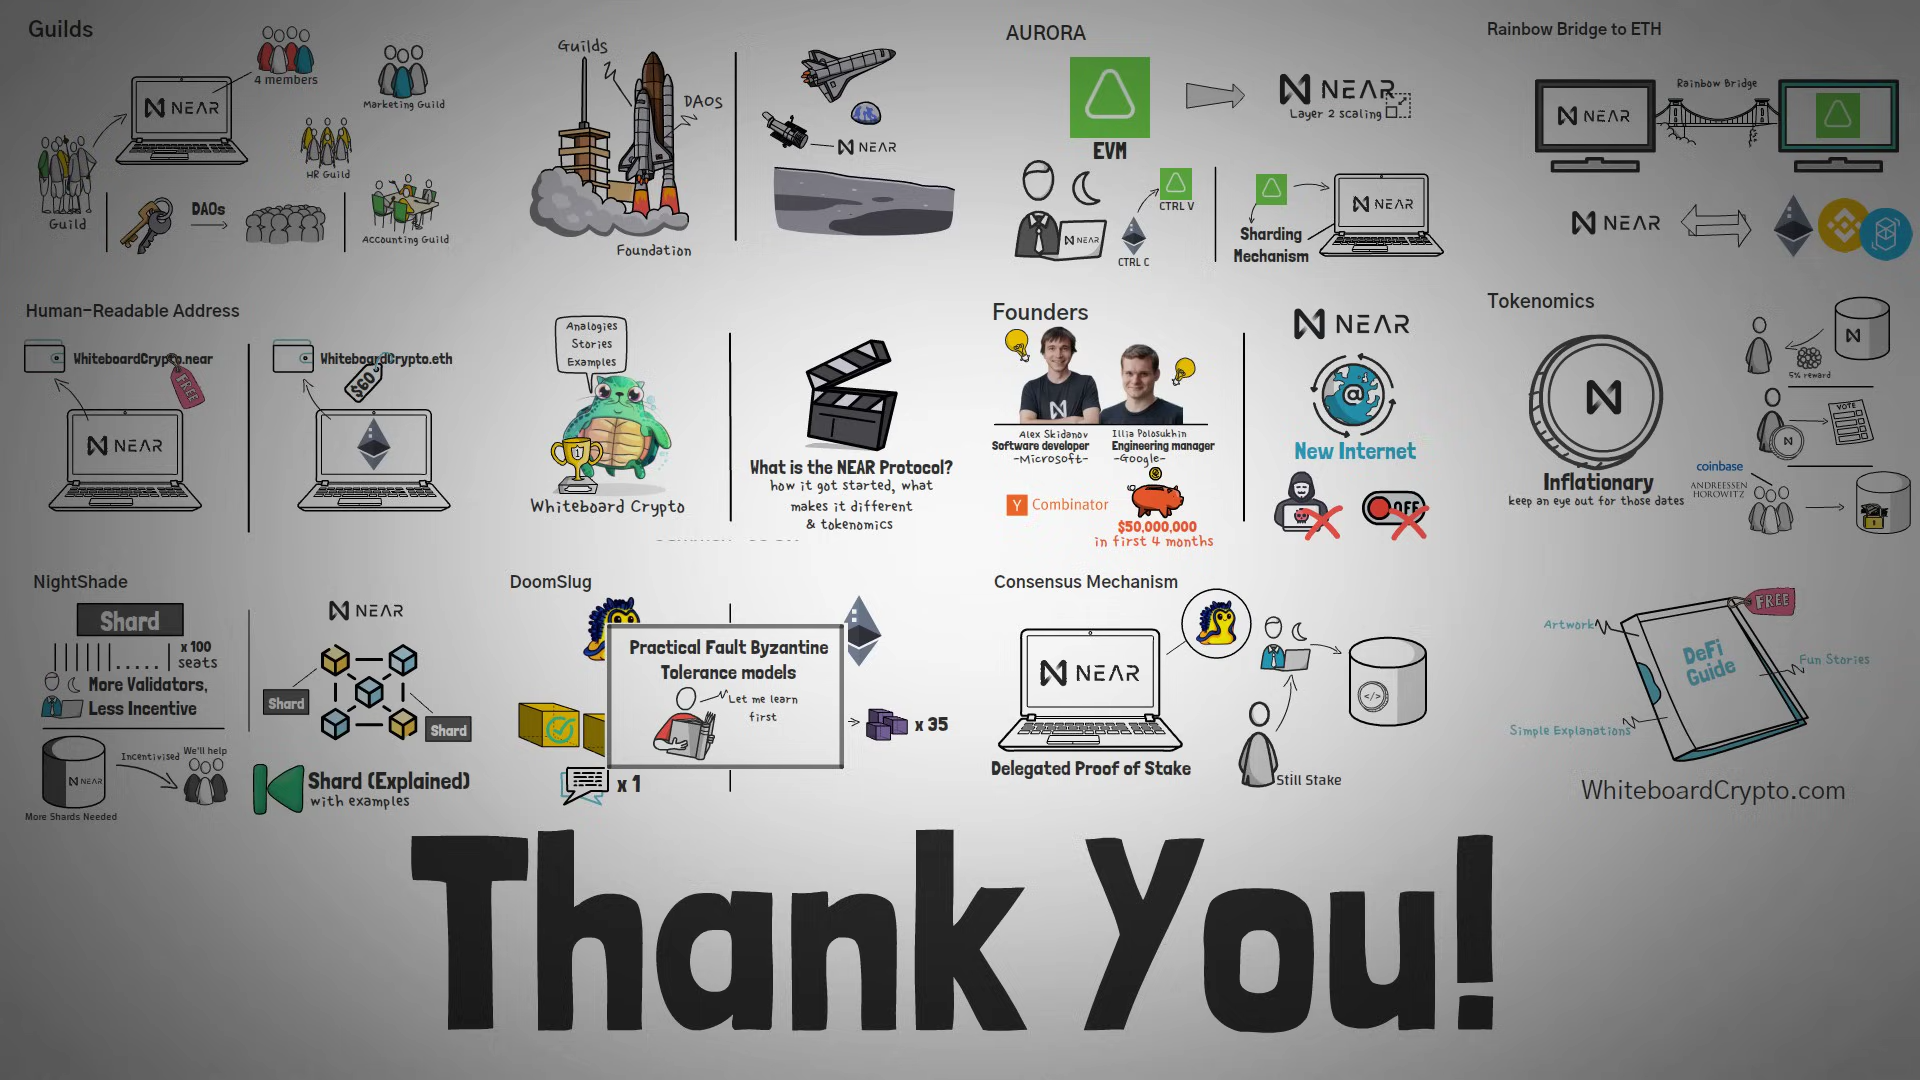 Guilds
4 members
NEAR
Marketing Guild
HR Guild
Guild
DAOs
Accounting Guild
Guilds
DAOS
NEAR
Foundation
AURORA
EVM
NEAR
Layer 2 scaling
NEAR
CTRL V
CTRL C
NEAR
Sharding
Mechanism
Rainbow Bridge to ETH
Rainbow Bridge
NEAR
NEAR
Human-Readable Address
WhiteboardCrypto.near
FREE
NEAR
WhiteboardCrypto.eth
$60
Analogies
Stories
Examples
1
Whiteboard Crypto
What is the NEAR Protocol?
how it got started, what
makes it different
& tokenomics
Founders
Alex Skidanov
Software developer
-Microsoft-
Illia Polosukhin
Engineering manager
-Google-
Y Combinator
$50,000,000
in first 4 months
NEAR
@
New Internet
OFF
Tokenomics
N
N
5% reward
VOTE
N
Inflationary
keep an eye out for those dates
coinbase
ANDREESSEN
HOROWITZ
NightShade
Shard
x 100
seats
More Validators,
Less Incentive
NEAR
Incentivised
We'll help
More Shards Needed
NEAR
Shard
Shard
Shard (Explained)
with examples
DoomSlug
Practical Fault Byzantine
Tolerance models
Let me learn
first
x 35
x 1
Consensus Mechanism
NEAR
</>
Delegated Proof of Stake
Still Stake
FREE
Artwork
DeFi
Guide
Fun Stories
Simple Explanations
WhiteboardCrypto.com
Thank You!